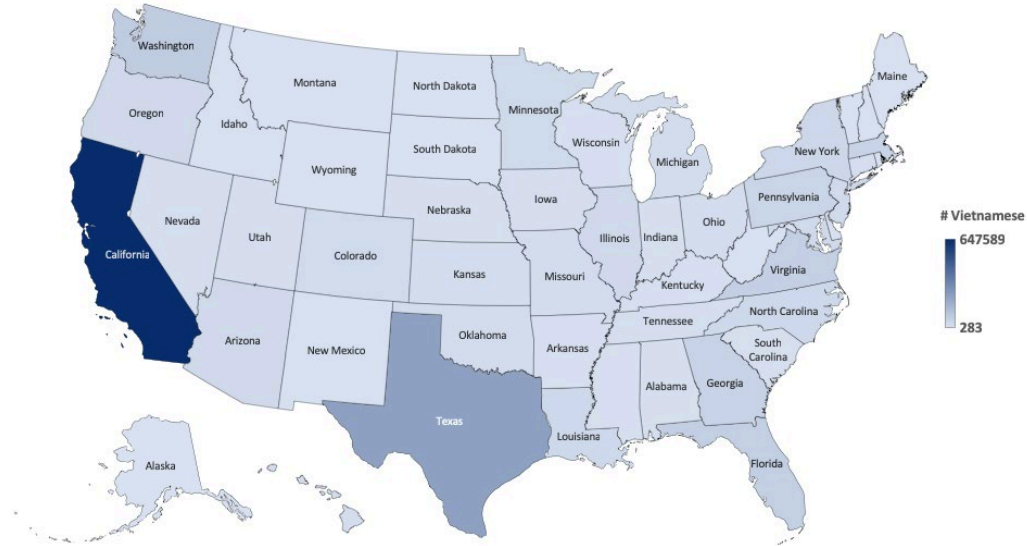 Washington
Montana
North Dakota
Minnesota
Maine
Oregon
Idaho
South Dakota
Wisconsin
Michigan
New York
Wyoming
Nebraska
Iowa
Pennsylvania
Nevada
Utah
Colorado
Kansas
Missouri
Illinois
Indiana
Ohio
Virginia
Kentucky
California
Arizona
New Mexico
Oklahoma
Arkansas
Tennessee
North Carolina
South
Carolina
Texas
Louisiana
Alabama
Georgia
Florida
Alaska
# Vietnamese
647589
283